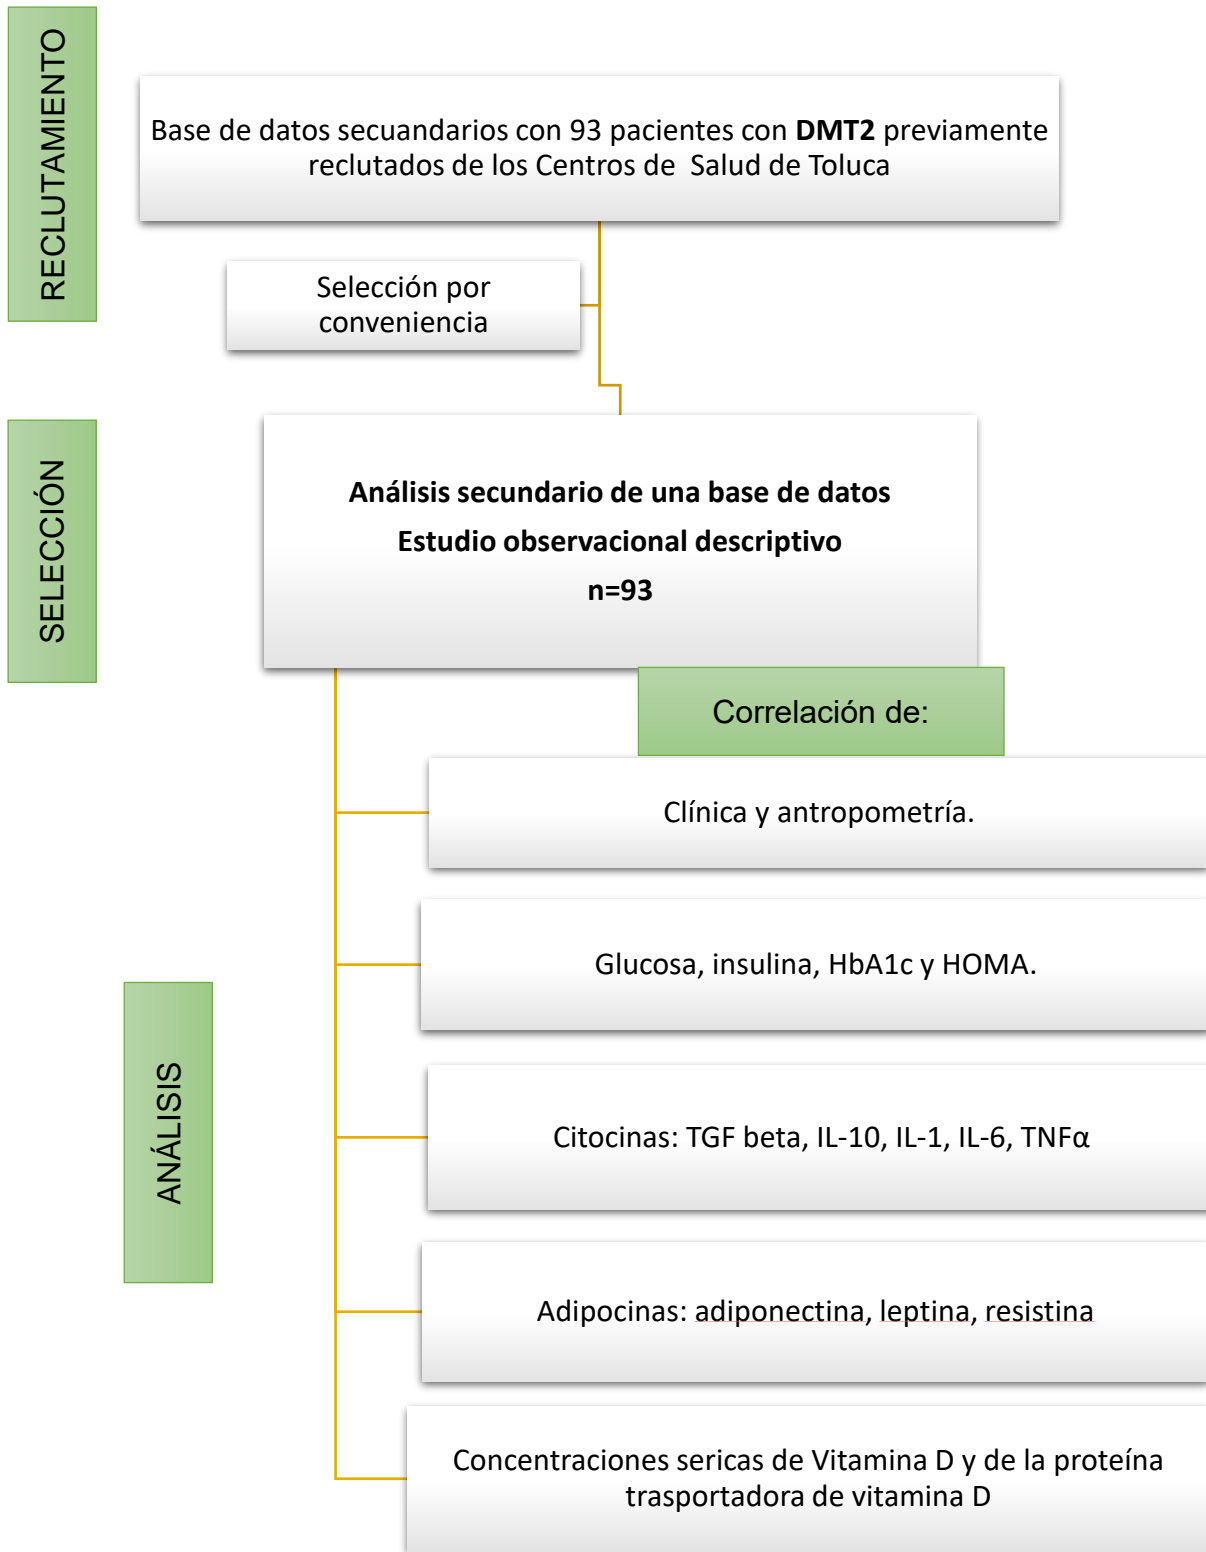 RECLUTAMIENTO
Base de datos secuandarios con 93 pacientes con DMT2 previamente
reclutados de los Centros de Salud de Toluca
Selección por
conveniencia
SELECCIÓN
Análisis secundario de una base de datos
Estudio observacional descriptivo
n=93
Correlación de:
Clínica y antropometría.
Glucosa, insulina, HbA1c y HOMA.
ANÁLISIS
Citocinas: TGF beta, IL-10, IL-1, IL-6, TNFα
Adipocinas: adiponectina, leptina, resistina
Concentraciones sericas de Vitamina D y de la proteína
trasportadora de vitamina D